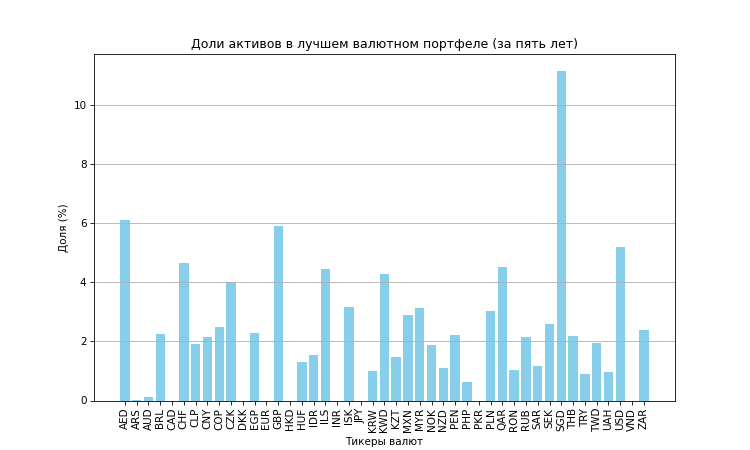 Доли активов в лучшем валютном портфеле (за пять лет)
Доля (%)
10
8
6
4
2
0
AED ARS AUD BRL CAD CHF CLP CNY COP CZK DKK EGP EUR GBP HKD HUF IDR ILS INR ISK JPY KRW KWD KZT MXN MYR NOK NZD PEN PHP PKR PLN QAR RON RUB SAR SEK SGD THB TRY TWD UAH USD VND ZAR
Тикеры валют